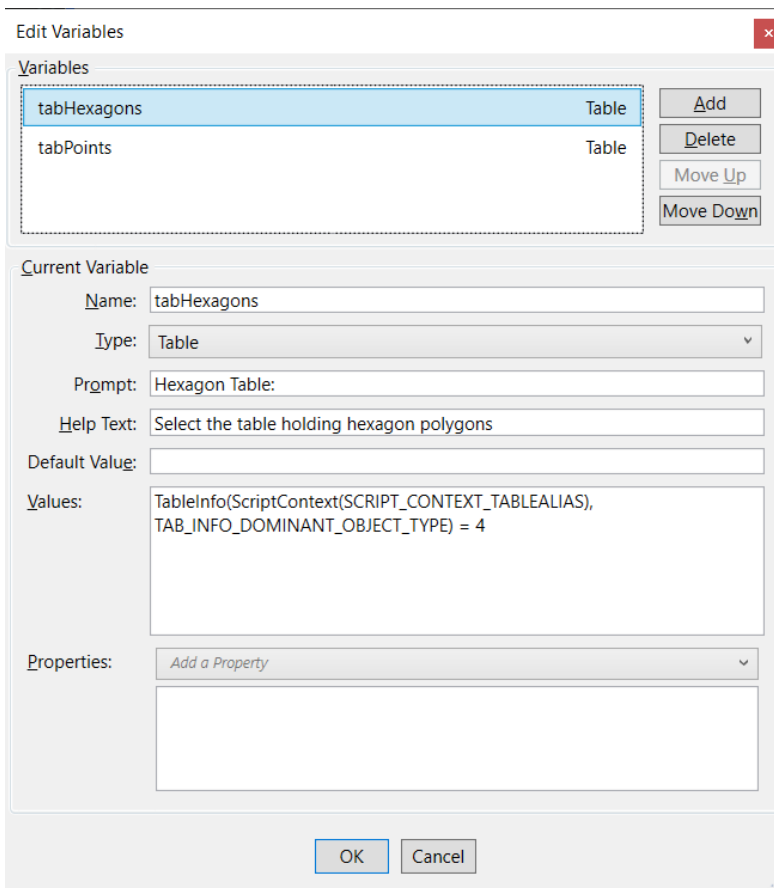 Edit Variables
×
Variables
tabHexagons Table
tabPoints Table
Add
Delete
Move Up
Move Down
Current Variable
Name: tabHexagons
Type: Table
Prompt: Hexagon Table:
Help Text: Select the table holding hexagon polygons
Default Value:
Values: TableInfo(ScriptContext(SCRIPT_CONTEXT_TABLEALIAS),
TAB_INFO_DOMINANT_OBJECT_TYPE) = 4
Properties: Add a Property
OK Cancel